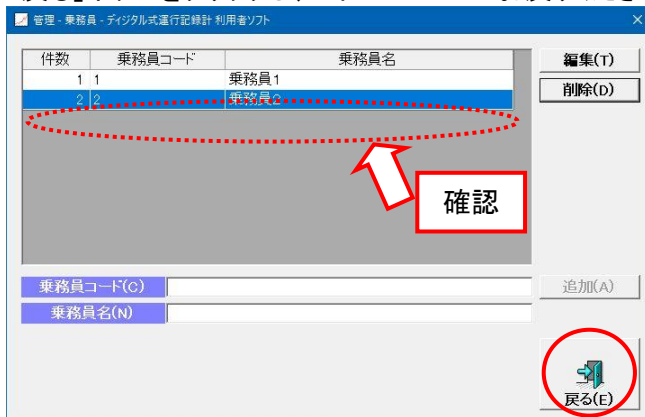 管理 - 乗務員 - ディジタル式運行記録計 利用者ソフト
件数 乗務員コード 乗務員名
1 1 乗務員1
2 2 乗務員2
編集(T)
削除(D)
確認
乗務員コード(C)
追加(A)
乗務員名(N)
戻る(E)